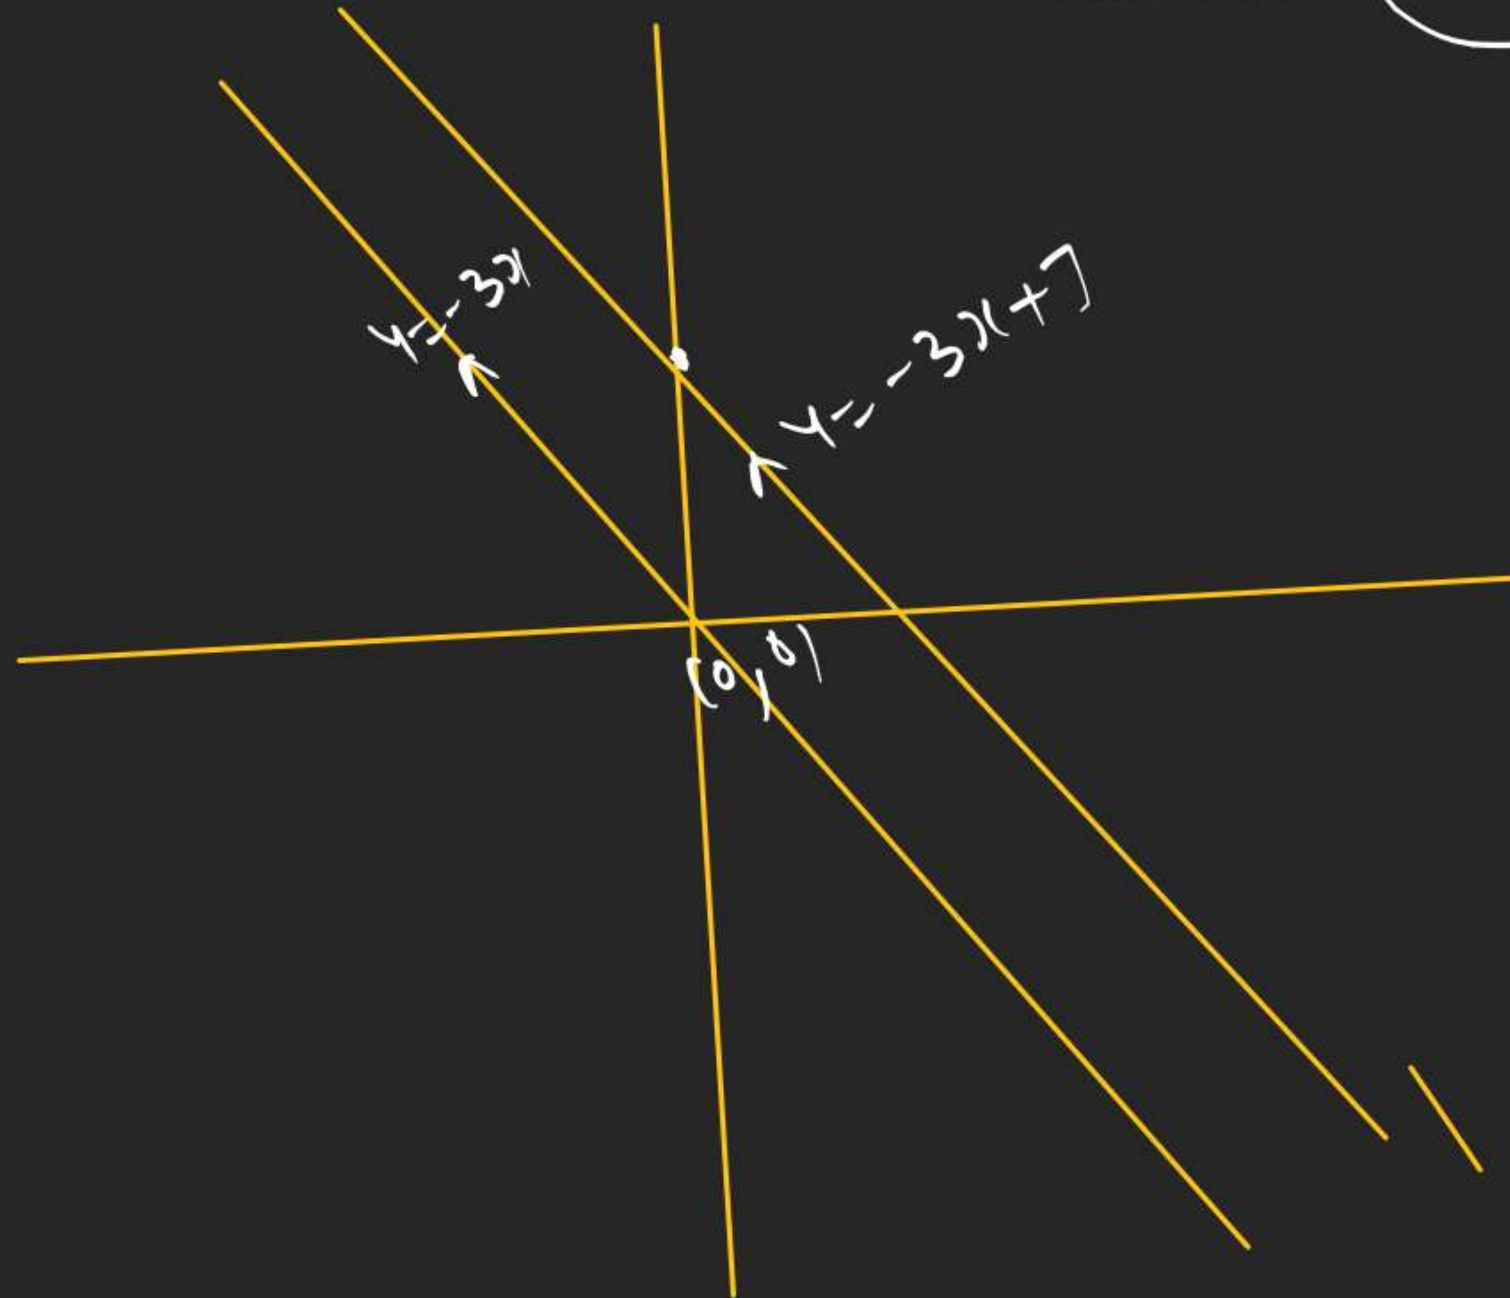 y = -3x
y = -3x+7
(0,0)